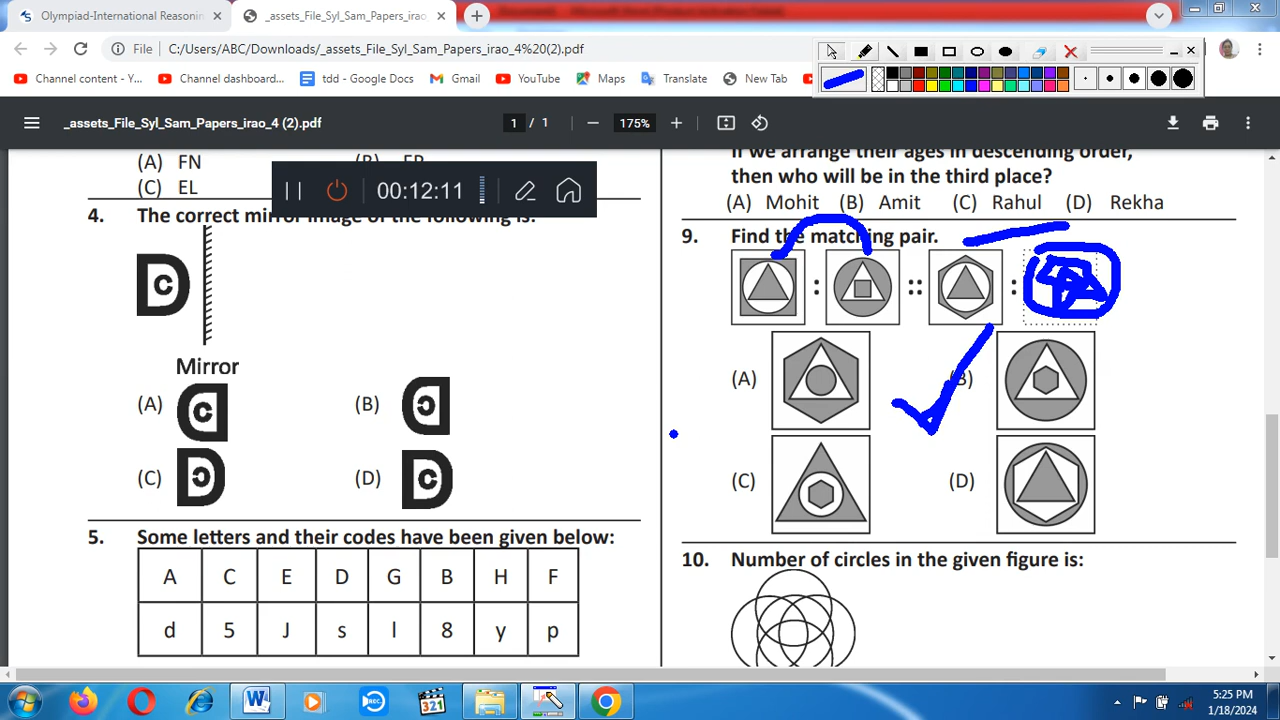 Olympiad-International Reasonin
_assets_File_Syl_Sam_Papers_irao_
File
C:/Users/ABC/Downloads/_assets_File_Syl_Sam_Papers_irao_4%20(2).pdf
Channel content - Y...
Channel dashboard...
bid - Google Docs
Gmail
YouTube
Maps
Translate
New Tab
_assets_File_Syl_Sam_Papers_irao_4 (2).pdf
1 / 1
175%
00:12:11
(A) FN
(C) EL
4. The correct mirror image of the following is:
Mirror
(A)
(B)
(C)
(D)
5. Some letters and their codes have been given below:
A C E D G B H F
d 5 J s l 8 y p
If we arrange their ages in descending order,
then who will be in the third place?
(A) Mohit (B) Amit (C) Rahul (D) Rekha
9. Find the matching pair.
: :: :
(A)
(B)
(C)
(D)
10. Number of circles in the given figure is:
321
5:25 PM
1/18/2024